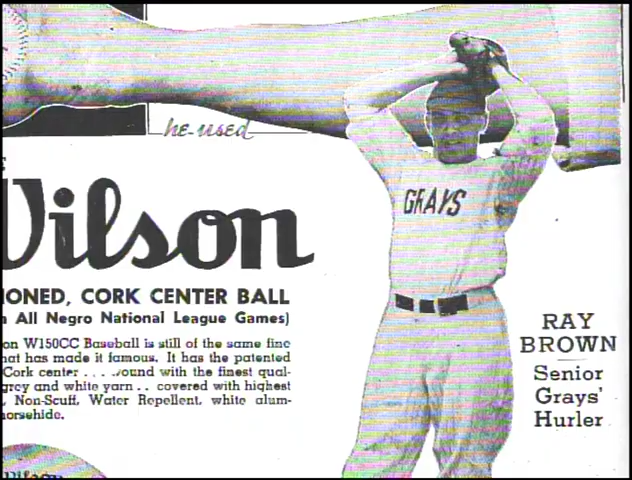 he used
Wilson
IONED, CORK CENTER BALL
All Negro National League Games)
on W150CC Baseball is still of the same fine
hat has made it famous. It has the patented
Cork center . . . wound with the finest qual-
grey and white yarn . . covered with highest
. Non-Scuff, Water Repellent, white alum-
horsehide.
GRAYS
RAY
BROWN
Senior
Grays'
Hurler
Wilson